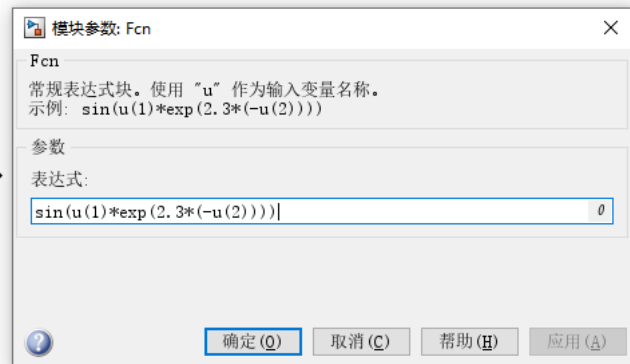 模块参数: Fcn
Fcn
常规表达式块。使用 "u" 作为输入变量名称。
示例: sin(u(1)*exp(2.3*(-u(2))))
参数
表达式:
sin(u(1)*exp(2.3*(-u(2))))
0
确定(O) 取消(C) 帮助(H) 应用(A)